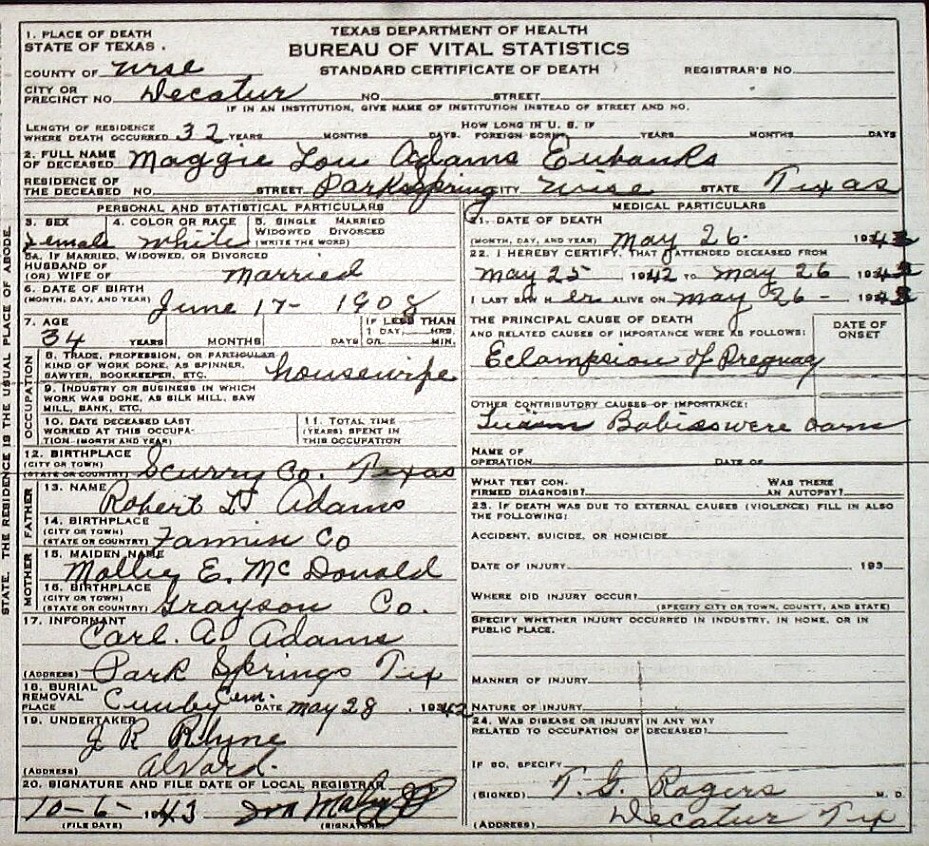 TEXAS DEPARTMENT OF HEALTH
BUREAU OF VITAL STATISTICS
STANDARD CERTIFICATE OF DEATH
REGISTRAR'S NO.
1. PLACE OF DEATH
STATE OF TEXAS.
COUNTY OF Wise
CITY OR PRECINCT NO. Decatur NO. STREET
IF IN AN INSTITUTION, GIVE NAME OF INSTITUTION INSTEAD OF STREET AND NO.
LENGTH OF RESIDENCE WHERE DEATH OCCURRED 32 YEARS MONTHS DAYS. HOW LONG IN U. S. IF FOREIGN BORN? YEARS MONTHS DAYS
2. FULL NAME OF DECEASED Maggie Lou Adams Eubanks
RESIDENCE OF THE DECEASED NO. STREET Park Spring CITY Wise STATE Texas
PERSONAL AND STATISTICAL PARTICULARS
3. SEX Female
4. COLOR OR RACE White
5. SINGLE MARRIED WIDOWED DIVORCED (WRITE THE WORD)
5A. IF MARRIED, WIDOWED, OR DIVORCED
HUSBAND OF (OR) WIFE OF Married
6. DATE OF BIRTH (MONTH, DAY, AND YEAR) June 17- 1908
7. AGE 34 YEARS MONTHS DAYS IF LESS THAN 1 DAY, HRS. OR MIN.
OCCUPATION
8. TRADE, PROFESSION, OR PARTICULAR KIND OF WORK DONE, AS SPINNER, SAWYER, BOOKKEEPER, ETC. housewife
9. INDUSTRY OR BUSINESS IN WHICH WORK WAS DONE, AS SILK MILL, SAW MILL, BANK, ETC.
10. DATE DECEASED LAST WORKED AT THIS OCCUPATION (MONTH AND YEAR)
11. TOTAL TIME (YEARS) SPENT IN THIS OCCUPATION
12. BIRTHPLACE (CITY OR TOWN) (STATE OR COUNTRY) Scurry Co. Texas
FATHER
13. NAME Robert L. Adams
14. BIRTHPLACE (CITY OR TOWN) (STATE OR COUNTRY) Fannin Co
MOTHER
15. MAIDEN NAME Mollie E. McDonald
16. BIRTHPLACE (CITY OR TOWN) (STATE OR COUNTRY) Grayson Co.
17. INFORMANT Carl. A. Adams
(ADDRESS) Park Springs Tex
18. BURIAL REMOVAL PLACE Cem. DATE May 28, 1942
19. UNDERTAKER J R Rhyne
(ADDRESS) Alvord.
20. SIGNATURE AND FILE DATE OF LOCAL REGISTRAR
10-6- 1943
(FILE DATE) (SIGNATURE)
MEDICAL PARTICULARS
21. DATE OF DEATH
(MONTH, DAY, AND YEAR) May 26. 194
22. I HEREBY CERTIFY, THAT I ATTENDED DECEASED FROM
May 25 1942 TO May 26 194
I LAST SAW HER ALIVE ON May 26 - 194
THE PRINCIPAL CAUSE OF DEATH AND RELATED CAUSES OF IMPORTANCE WERE AS FOLLOWS:
DATE OF ONSET
Eclampsion of Pregnacy
OTHER CONTRIBUTORY CAUSES OF IMPORTANCE:
Babies were
NAME OF OPERATION DATE OF
WHAT TEST CONFIRMED DIAGNOSIS? WAS THERE AN AUTOPSY?
23. IF DEATH WAS DUE TO EXTERNAL CAUSES (VIOLENCE) FILL IN ALSO THE FOLLOWING:
ACCIDENT, SUICIDE, OR HOMICIDE
DATE OF INJURY , 193
WHERE DID INJURY OCCUR?
(SPECIFY CITY OR TOWN, COUNTY, AND STATE)
SPECIFY WHETHER INJURY OCCURRED IN INDUSTRY, IN HOME, OR IN PUBLIC PLACE.
MANNER OF INJURY
NATURE OF INJURY
24. WAS DISEASE OR INJURY IN ANY WAY RELATED TO OCCUPATION OF DECEASED?
IF SO, SPECIFY
(SIGNED) T. G. Rogers M. D.
(ADDRESS) Decatur Tex
STATE. THE RESIDENCE IS THE USUAL PLACE OF ABODE.